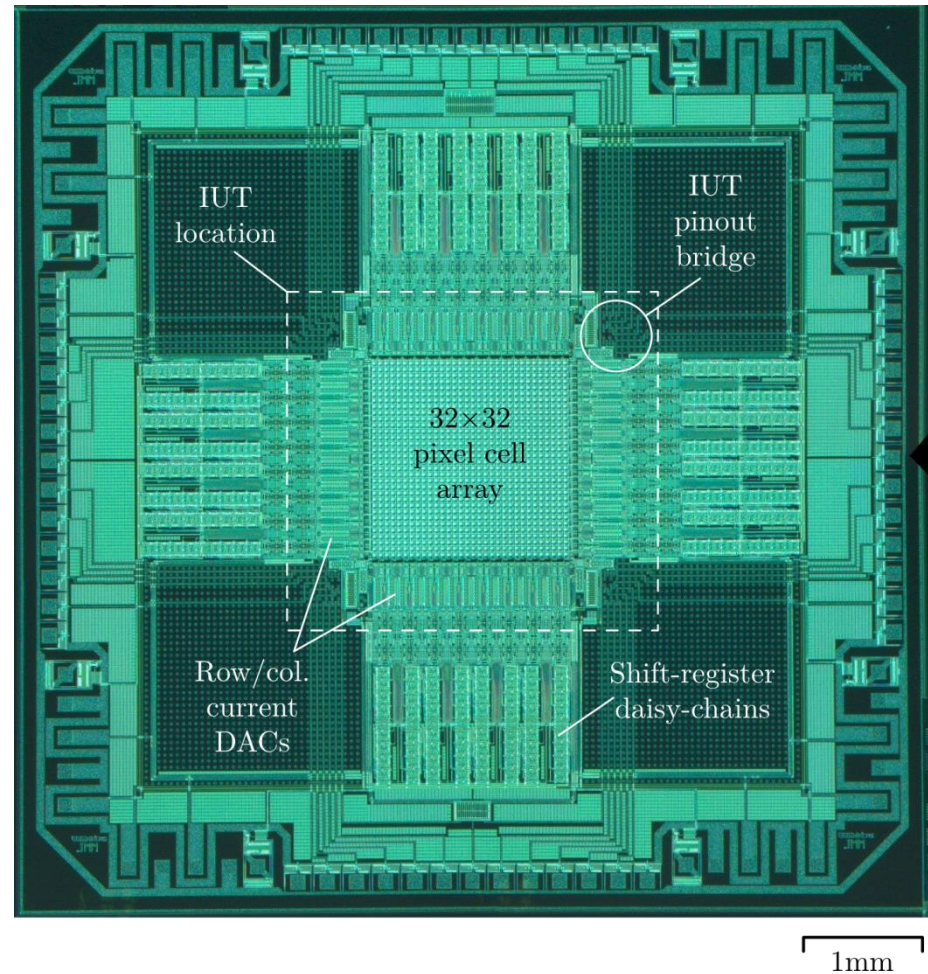 IUT
location
IUT
pinout
bridge
32×32
pixel cell
array
Row/col.
current
DACs
Shift-register
daisy-chains
1mm